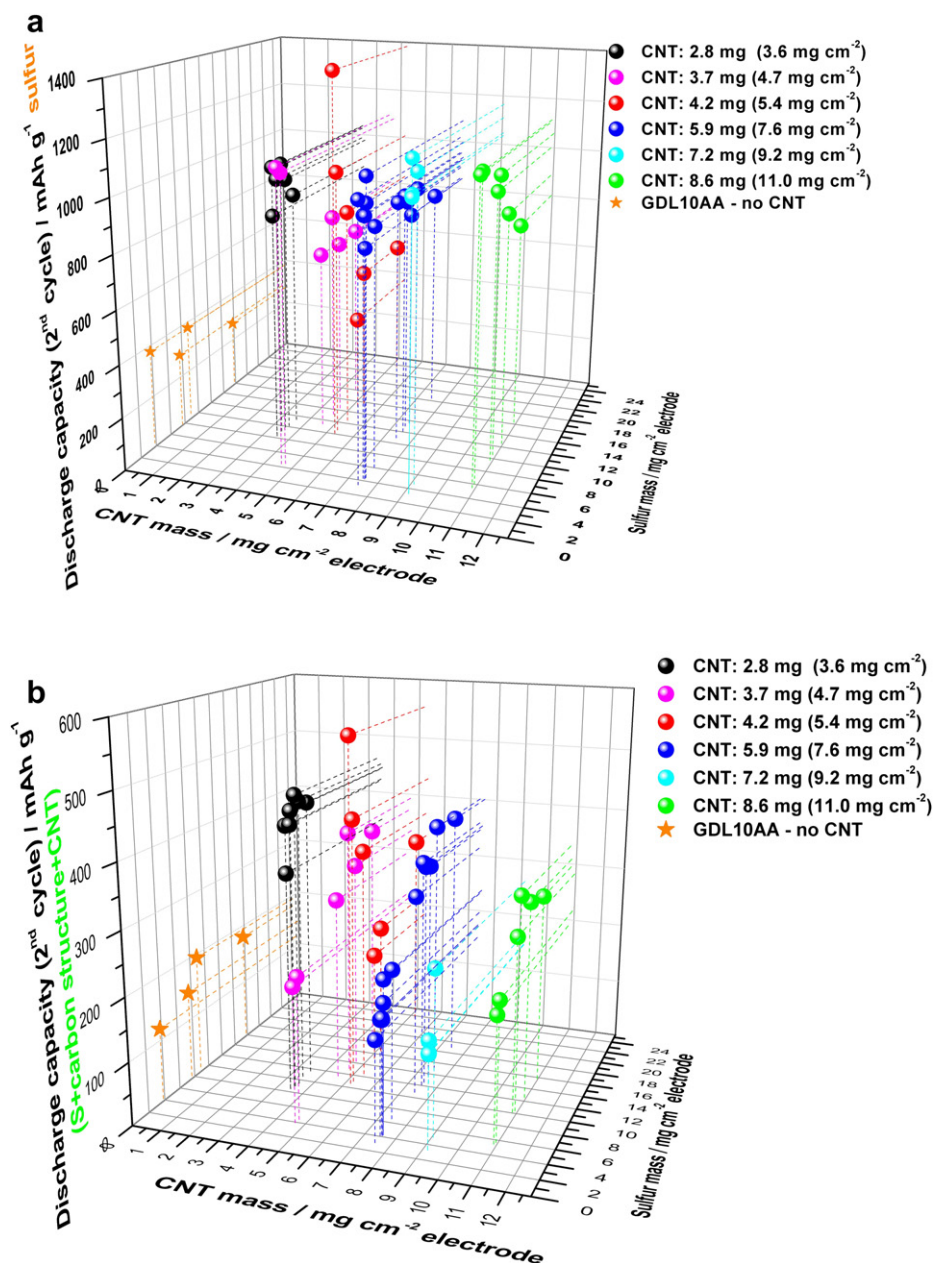 a
Discharge capacity (2nd cycle) / mAh g-1 sulfur
1400
1200
1000
800
600
400
200
0
0 1 2 3 4 5 6 7 8 9 10 11 12
CNT mass / mg cm-2 electrode
24
22
20
18
16
14
12
10
8
6
4
2
0
Sulfur mass / mg cm-2 electrode
CNT: 2.8 mg (3.6 mg cm-2)
CNT: 3.7 mg (4.7 mg cm-2)
CNT: 4.2 mg (5.4 mg cm-2)
CNT: 5.9 mg (7.6 mg cm-2)
CNT: 7.2 mg (9.2 mg cm-2)
CNT: 8.6 mg (11.0 mg cm-2)
GDL10AA - no CNT
b
Discharge capacity (2nd cycle) / mAh g-1
(S+carbon structure+CNT)
600
500
400
300
200
100
0
0 1 2 3 4 5 6 7 8 9 10 11 12
CNT mass / mg cm-2 electrode
24
22
20
18
16
14
12
10
8
6
4
2
0
Sulfur mass / mg cm-2 electrode
CNT: 2.8 mg (3.6 mg cm-2)
CNT: 3.7 mg (4.7 mg cm-2)
CNT: 4.2 mg (5.4 mg cm-2)
CNT: 5.9 mg (7.6 mg cm-2)
CNT: 7.2 mg (9.2 mg cm-2)
CNT: 8.6 mg (11.0 mg cm-2)
GDL10AA - no CNT